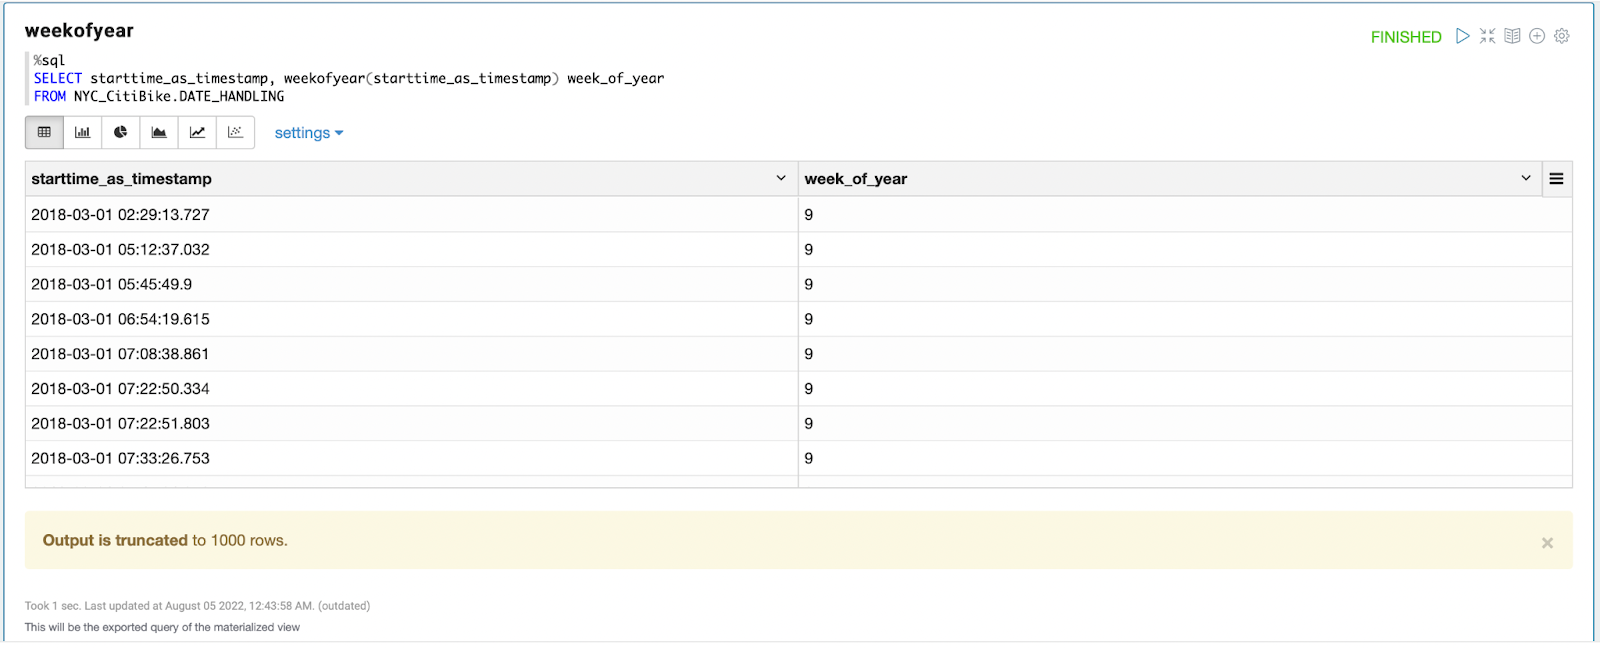 weekofyear
FINISHED
%sql
SELECT starttime_as_timestamp, weekofyear(starttime_as_timestamp) week_of_year
FROM NYC_CitiBike.DATE_HANDLING
settings
starttime_as_timestamp week_of_year
2018-03-01 02:29:13.727 9
2018-03-01 05:12:37.032 9
2018-03-01 05:45:49.9 9
2018-03-01 06:54:19.615 9
2018-03-01 07:08:38.861 9
2018-03-01 07:22:50.334 9
2018-03-01 07:22:51.803 9
2018-03-01 07:33:26.753 9
Output is truncated to 1000 rows.
Took 1 sec. Last updated at August 05 2022, 12:43:58 AM. (outdated)
This will be the exported query of the materialized view